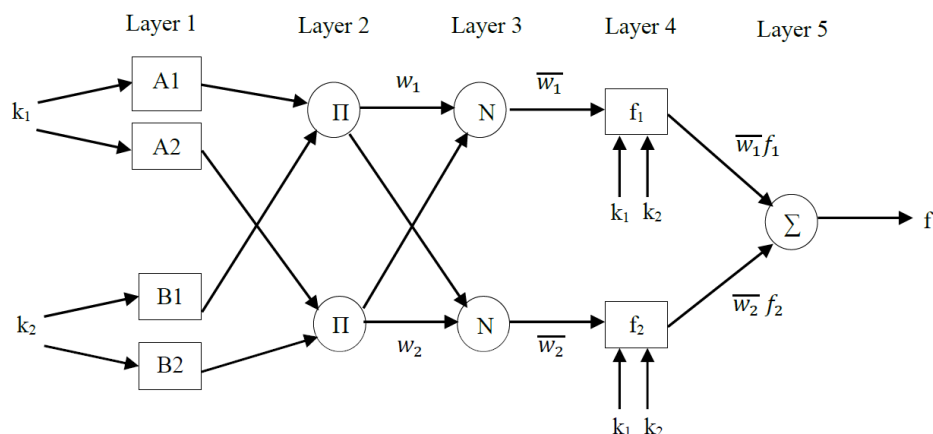 Layer 1
Layer 2
Layer 3
Layer 4
Layer 5
k₁
A1
A2
Π
w₁
N
w̅₁
f₁
k₁ k₂
w̅₁f₁
Σ
f
k₂
B1
B2
Π
w₂
N
w̅₂
f₂
k₁ k₂
w̅₂ f₂